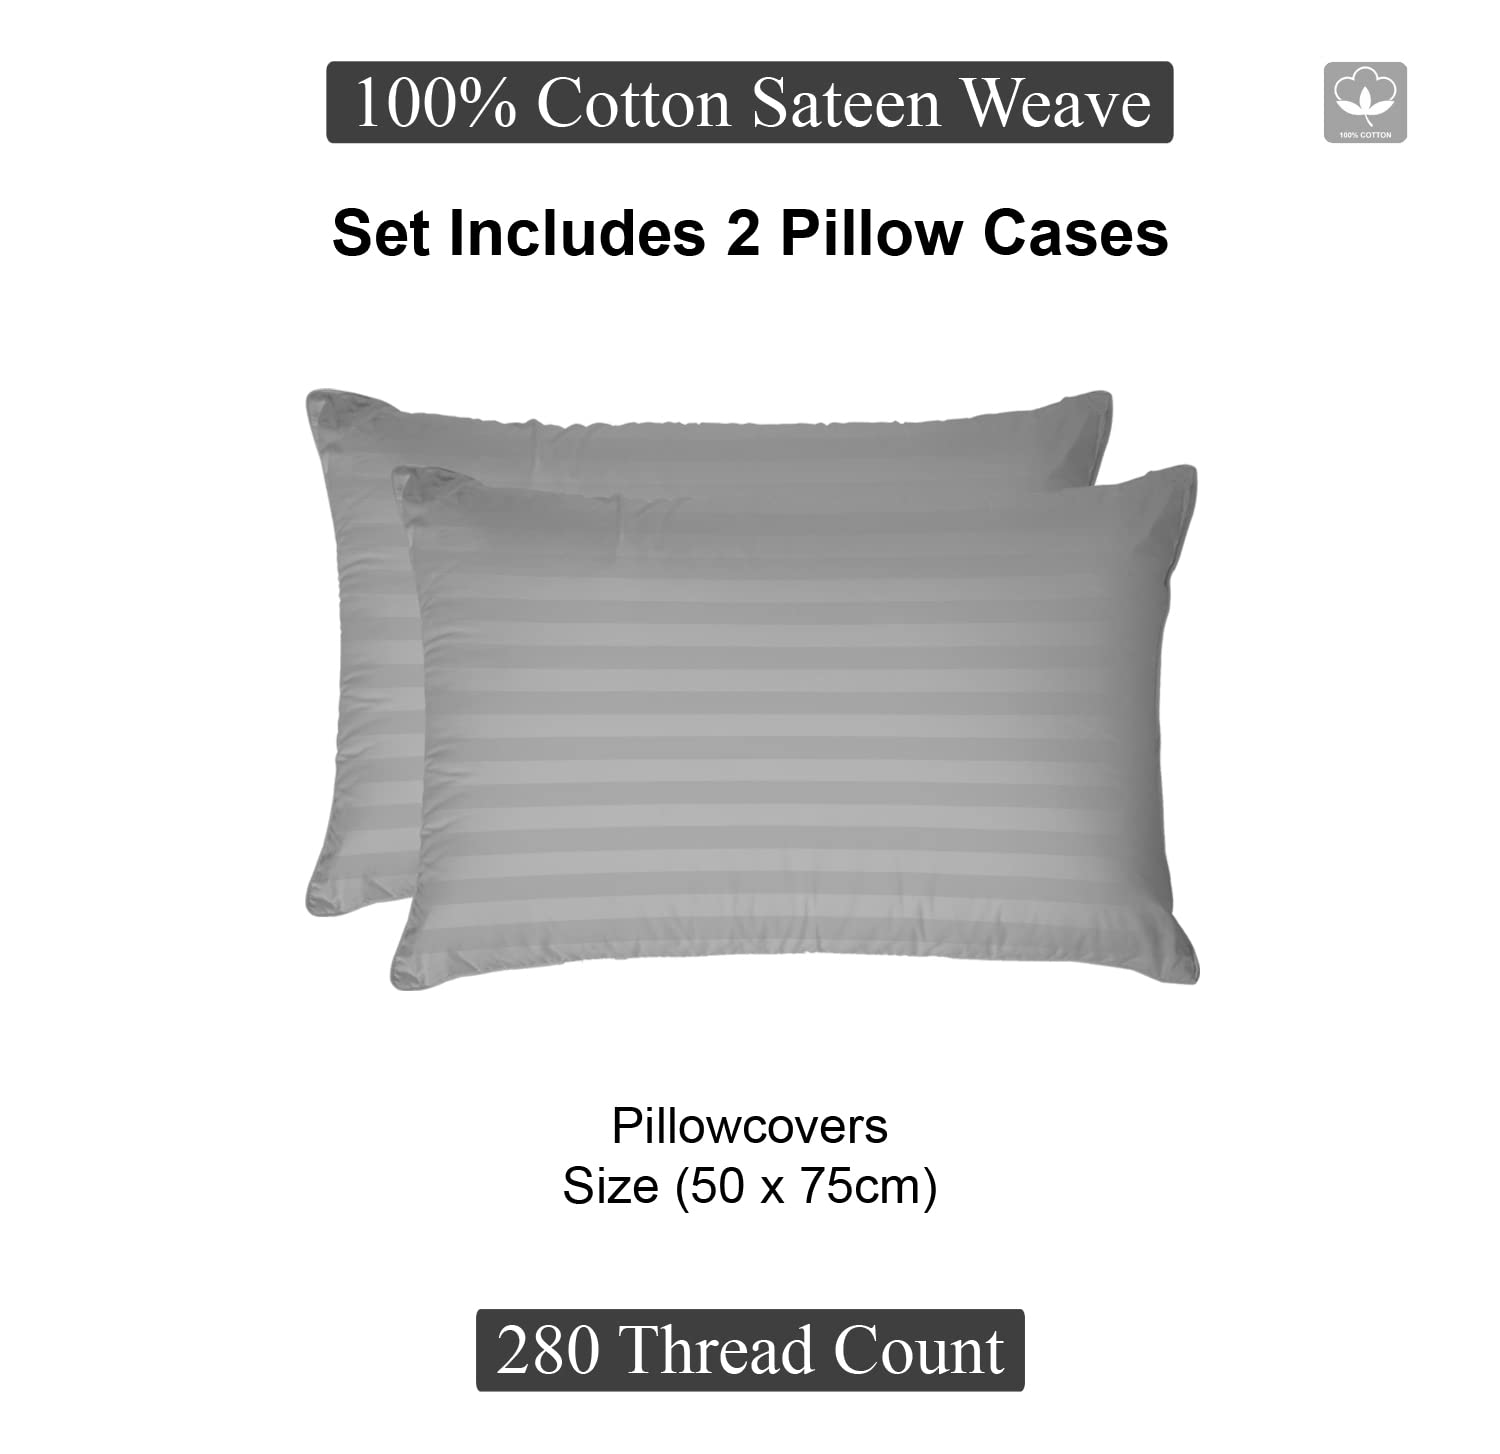 100% Cotton Sateen Weave
100% COTTON
Set Includes 2 Pillow Cases
Pillowcovers
Size (50 x 75cm)
280 Thread Count